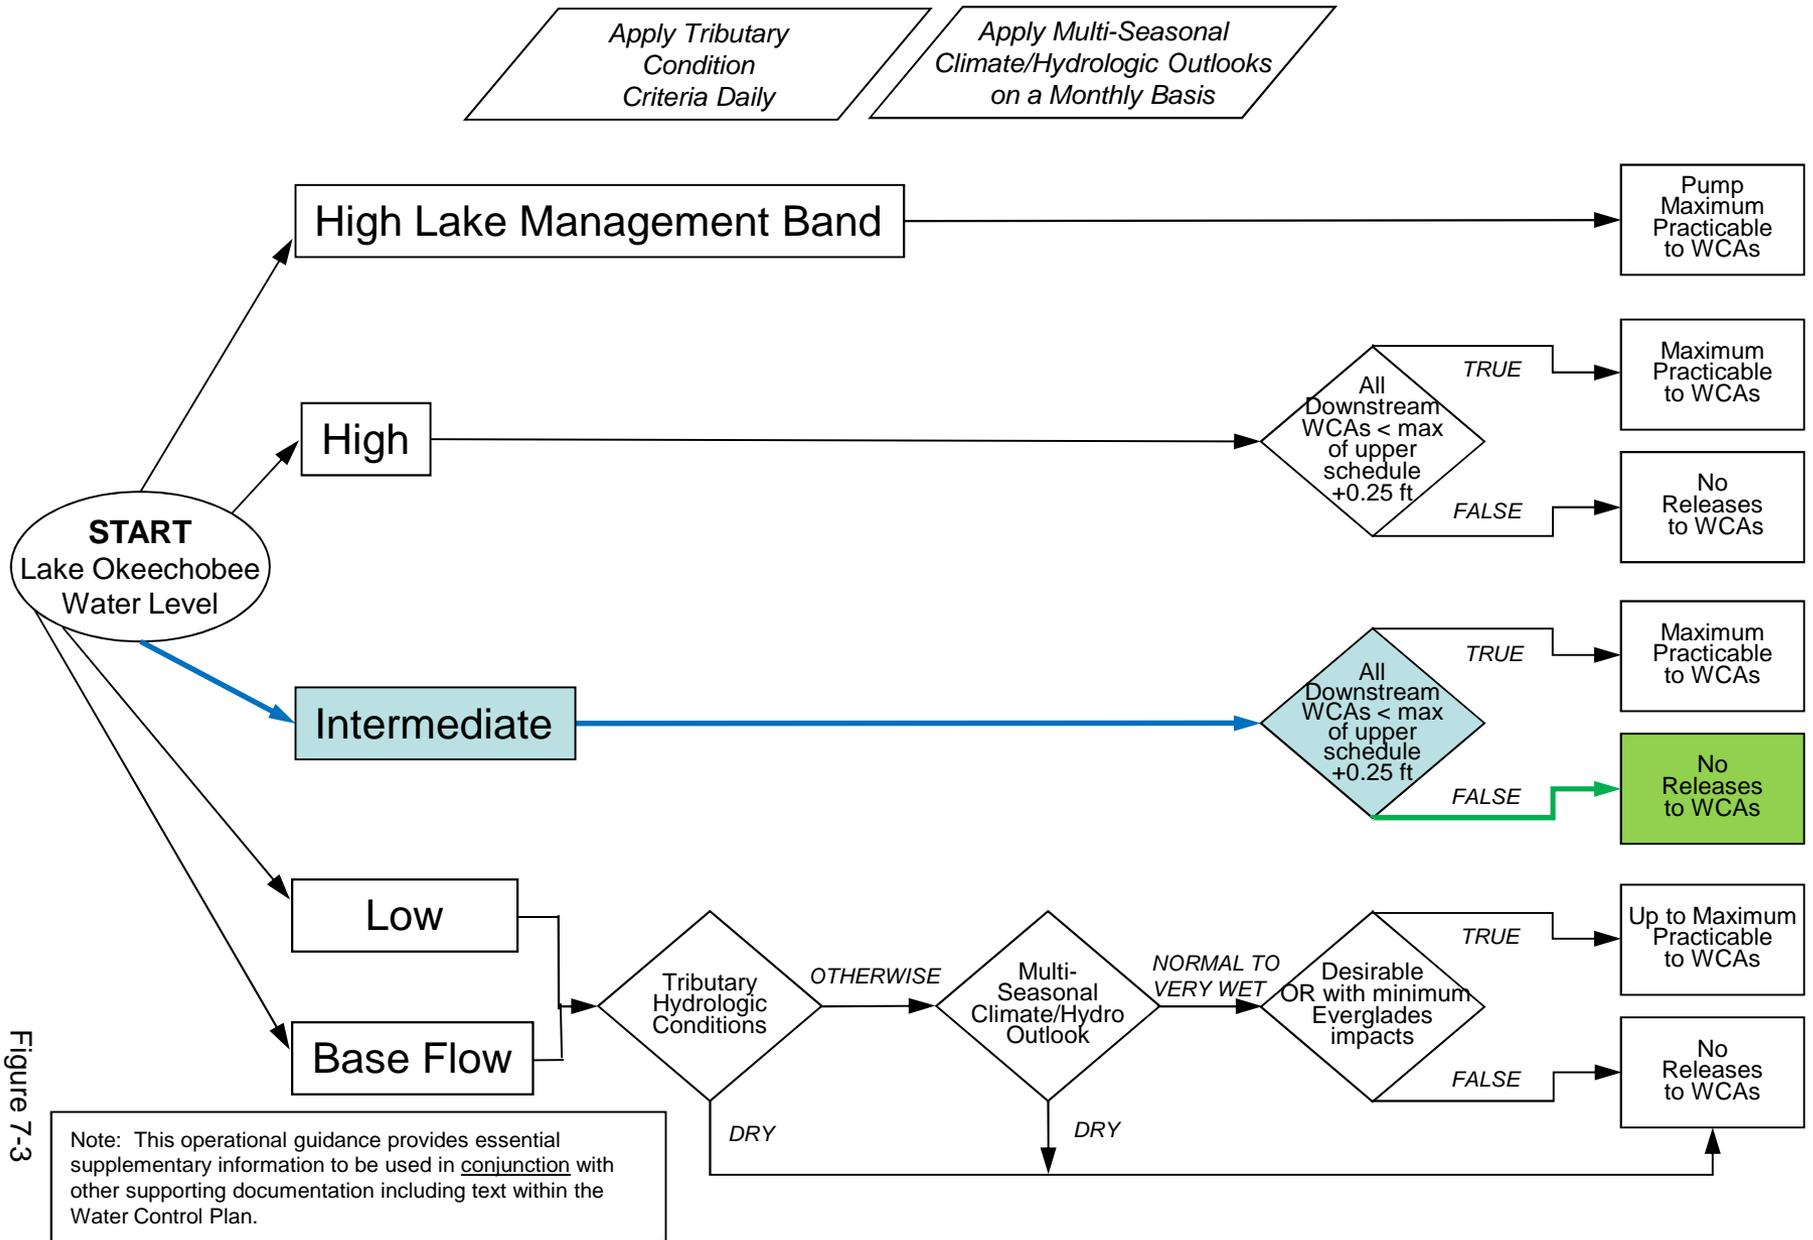 Apply Tributary
Condition
Criteria Daily
Apply Multi-Seasonal
Climate/Hydrologic Outlooks
on a Monthly Basis
High Lake Management Band
Pump
Maximum
Practicable
to WCAs
High
All
Downstream
WCAs < max
of upper
schedule
+0.25 ft
TRUE
Maximum
Practicable
to WCAs
FALSE
No
Releases
to WCAs
START
Lake Okeechobee
Water Level
Intermediate
All
Downstream
WCAs < max
of upper
schedule
+0.25 ft
TRUE
Maximum
Practicable
to WCAs
FALSE
No
Releases
to WCAs
Low
Base Flow
Tributary
Hydrologic
Conditions
OTHERWISE
DRY
Multi-
Seasonal
Climate/Hydro
Outlook
NORMAL TO
VERY WET
DRY
Desirable
OR with minimum
Everglades
impacts
TRUE
Up to Maximum
Practicable
to WCAs
FALSE
No
Releases
to WCAs
Figure 7-3
Note:  This operational guidance provides essential
supplementary information to be used in conjunction with
other supporting documentation including text within the
Water Control Plan.